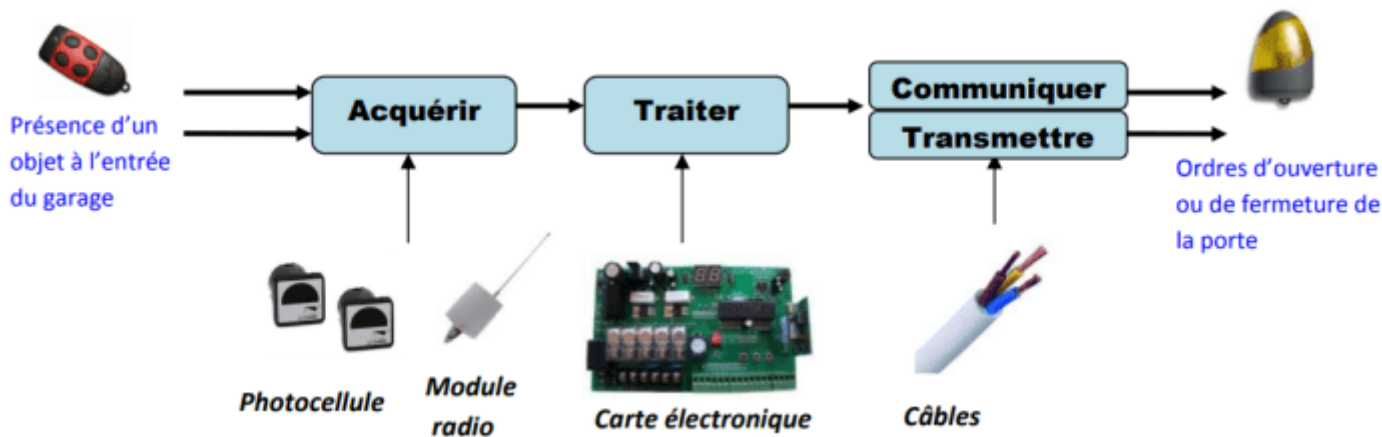 Présence d'un
objet à l'entrée
du garage
Acquérir
Traiter
Communiquer
Transmettre
Ordres d'ouverture
ou de fermeture de
la porte
Photocellule
Module
radio
Carte électronique
Câbles